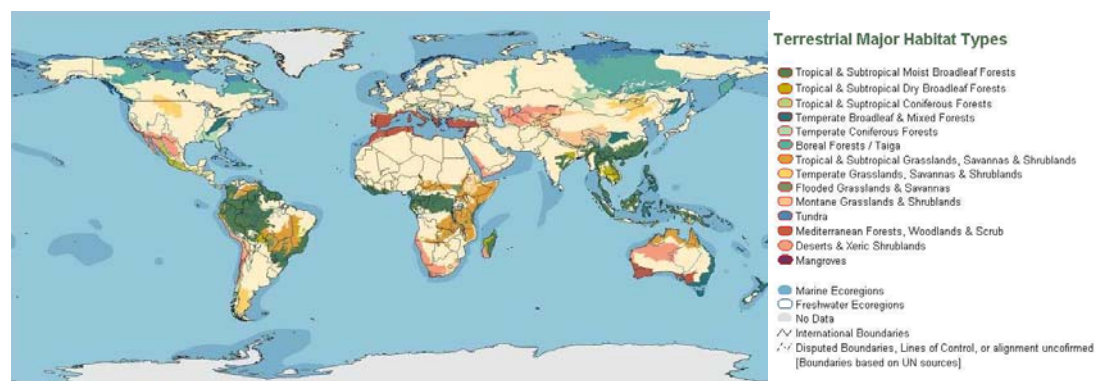 Terrestrial Major Habitat Types
Tropical & Subtropical Moist Broadleaf Forests
Tropical & Subtropical Dry Broadleaf Forests
Tropical & Suptropical Coniferous Forests
Temperate Broadleaf & Mixed Forests
Temperate Coniferous Forests
Boreal Forests / Taiga
Tropical & Subtropical Grasslands, Savannas & Shrublands
Temperate Grasslands, Savannas & Shrublands
Flooded Grasslands & Savannas
Montane Grasslands & Shrublands
Tundra
Mediterranean Forests, Woodlands & Scrub
Deserts & Xeric Shrublands
Mangroves
Marine Ecoregions
Freshwater Ecoregions
No Data
International Boundaries
Disputed Boundaries, Lines of Control, or alignment uncofirmed
[Boundaries based on UN sources]